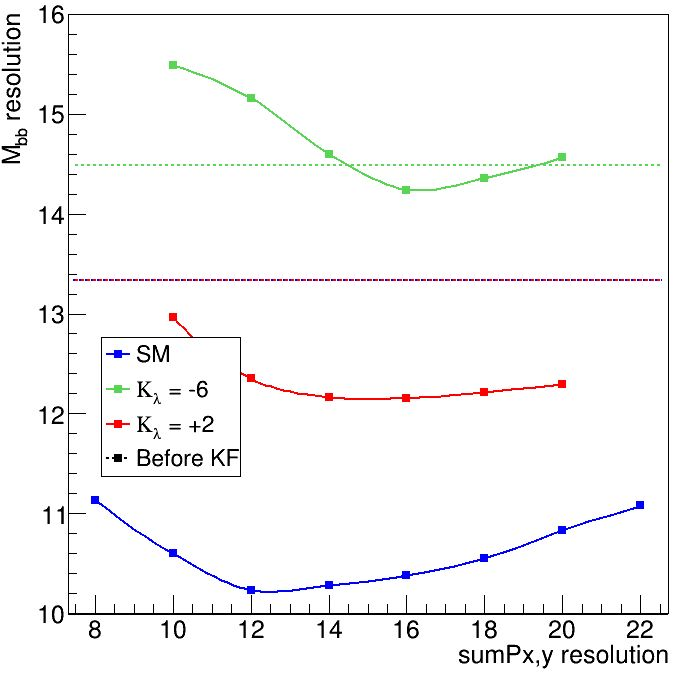 M_bb resolution
16
15
14
13
12
11
10
SM
K_λ = -6
K_λ = +2
Before KF
8 10 12 14 16 18 20 22
sumPx,y resolution